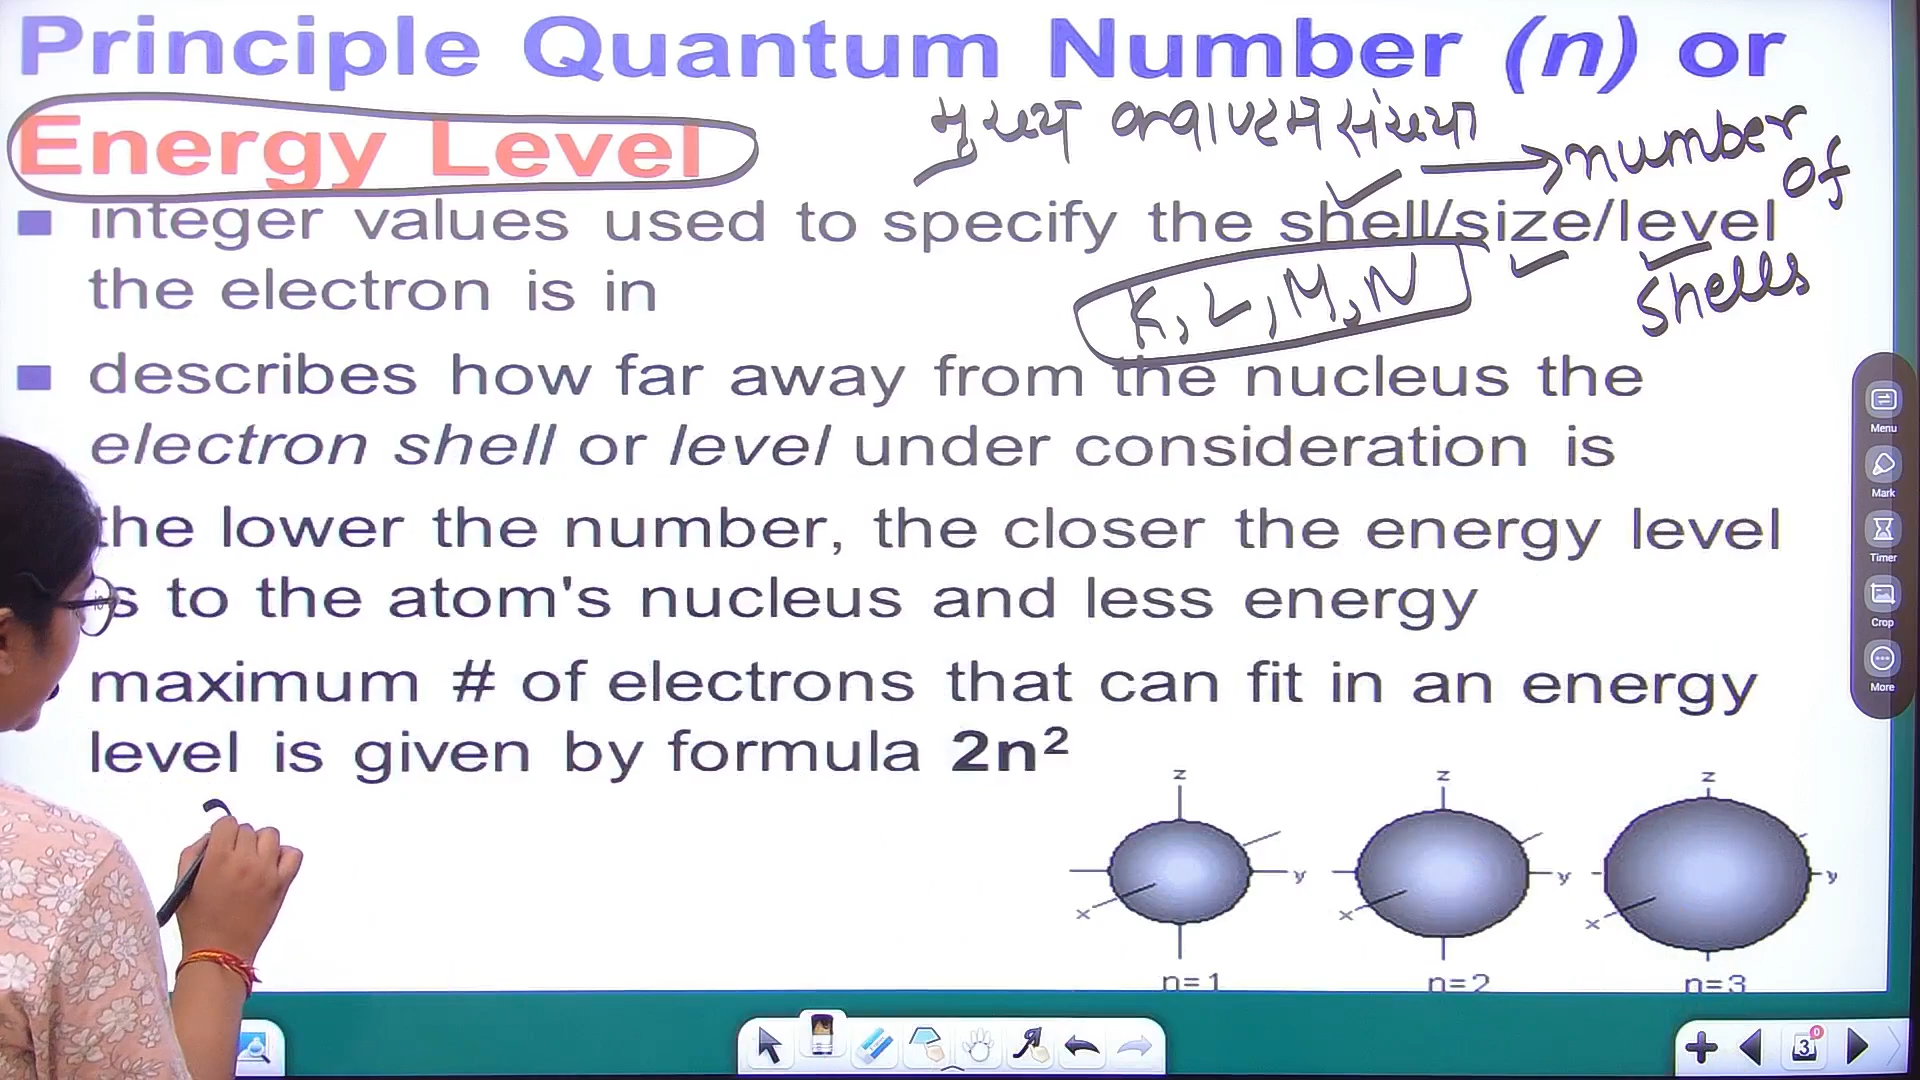 Principle Quantum Number (n) or
Energy Level
मुख्य क्वाण्टम संख्या
number
of
shells
integer values used to specify the shell/size/level
the electron is in
K, L, M, N
describes how far away from the nucleus the
electron shell or level under consideration is
the lower the number, the closer the energy level
s to the atom's nucleus and less energy
maximum # of electrons that can fit in an energy
level is given by formula 2n²
z
y
x
n=1
z
y
x
n=2
z
y
x
n=3
Menu
Mark
Timer
Crop
More
3
0